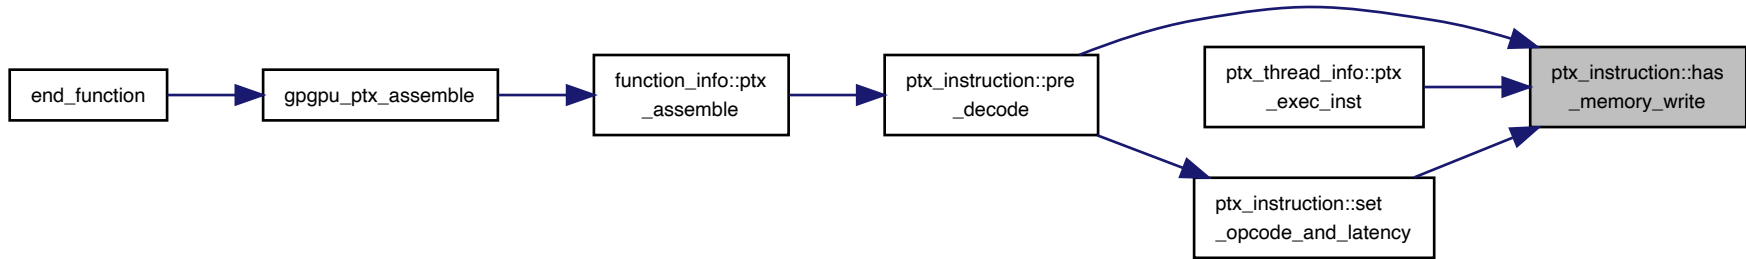 end_function
gpgpu_ptx_assemble
function_info::ptx
_assemble
ptx_instruction::pre
_decode
ptx_thread_info::ptx
_exec_inst
ptx_instruction::set
_opcode_and_latency
ptx_instruction::has
_memory_write